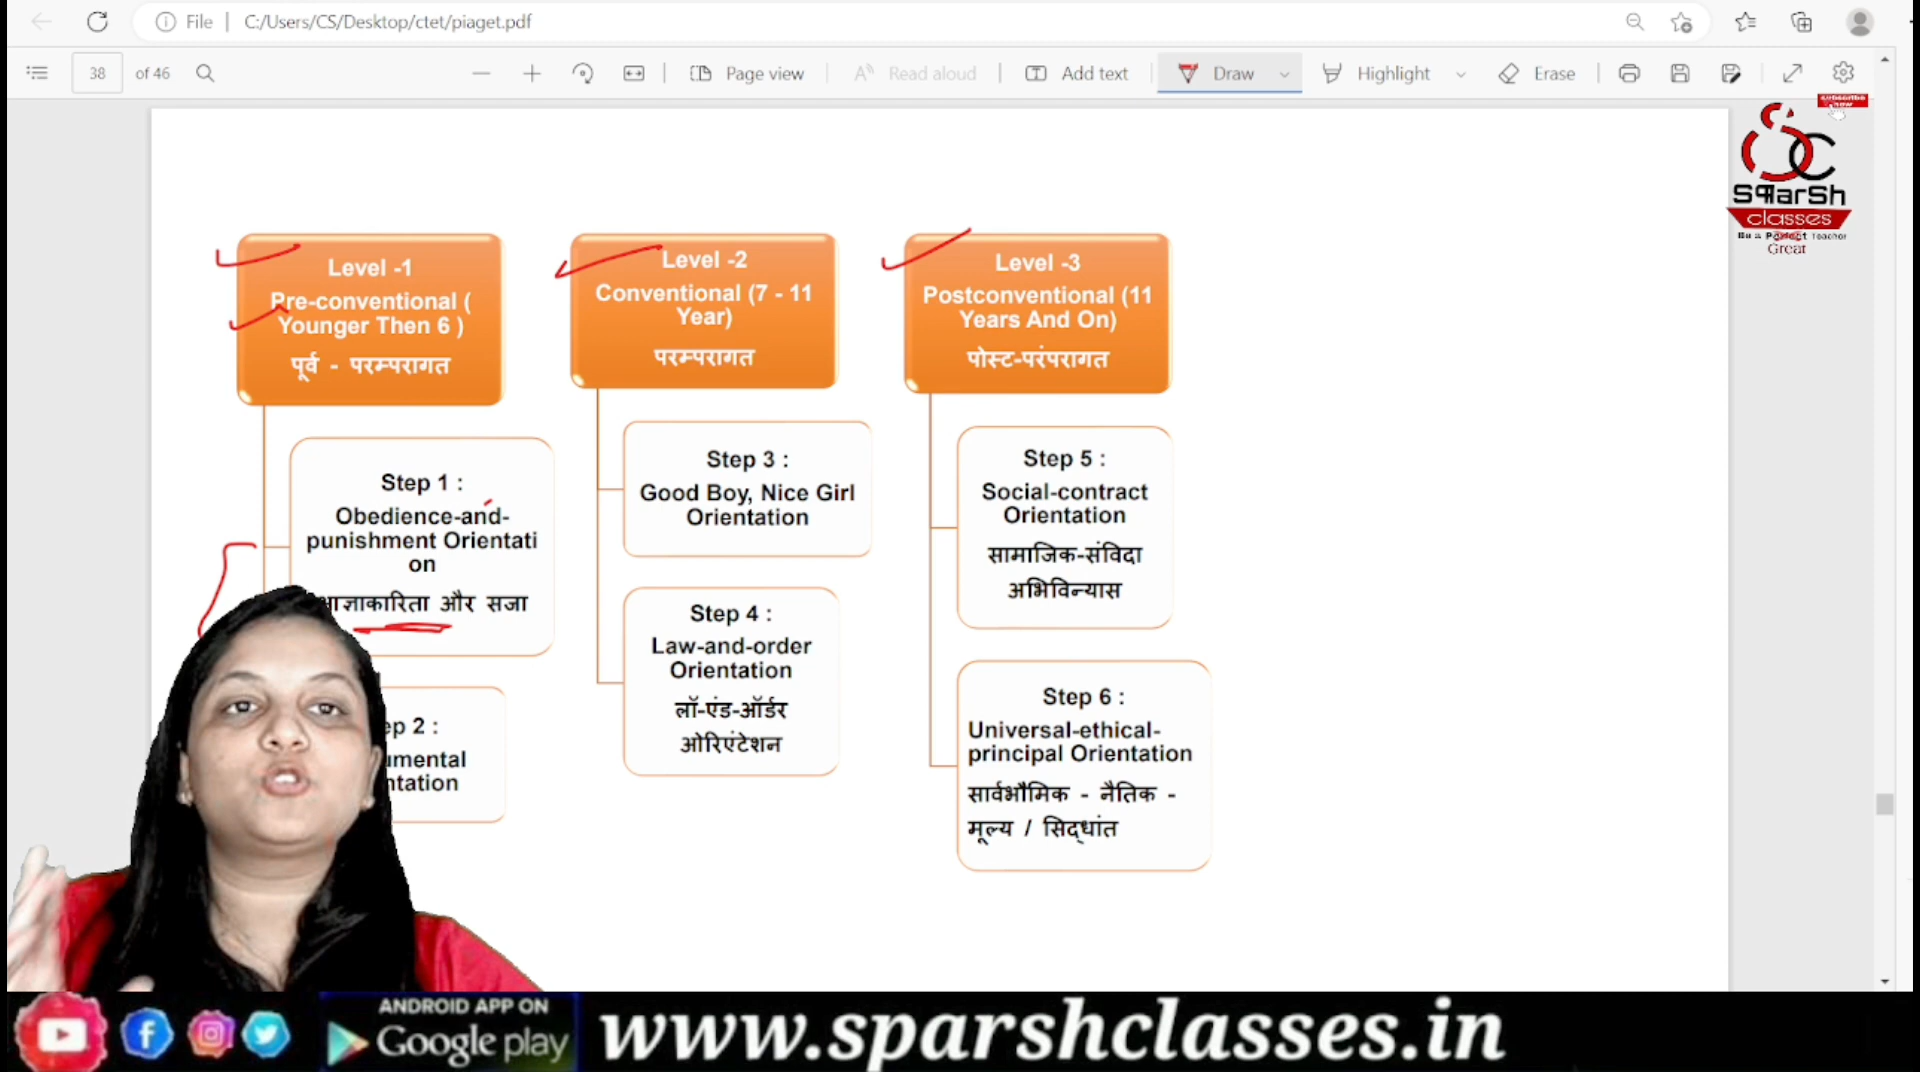 File
C:/Users/CS/Desktop/ctet/piaget.pdf
38 of 46
Page view
Read aloud
Add text
Draw
Highlight
Erase
subscribe
now
SparSh
classes
Be a Perfect Teacher
Great
Level -1
Pre-conventional (
Younger Then 6 )
पूर्व - परम्परागत
Step 1 :
Obedience-and-
punishment Orientati
on
और सजा
2 :
Level -2
Conventional (7 - 11
Year)
परम्परागत
Step 3 :
Good Boy, Nice Girl
Orientation
Step 4 :
Law-and-order
Orientation
लॉ-एंड-ऑर्डर
ओरिएंटेशन
Level -3
Postconventional (11
Years And On)
पोस्ट-परंपरागत
Step 5 :
Social-contract
Orientation
सामाजिक-संविदा
अभिविन्यास
Step 6 :
Universal-ethical-
principal Orientation
सार्वभौमिक - नैतिक -
मूल्य / सिद्धांत
ANDROID APP ON
Google play
www.sparshclasses.in